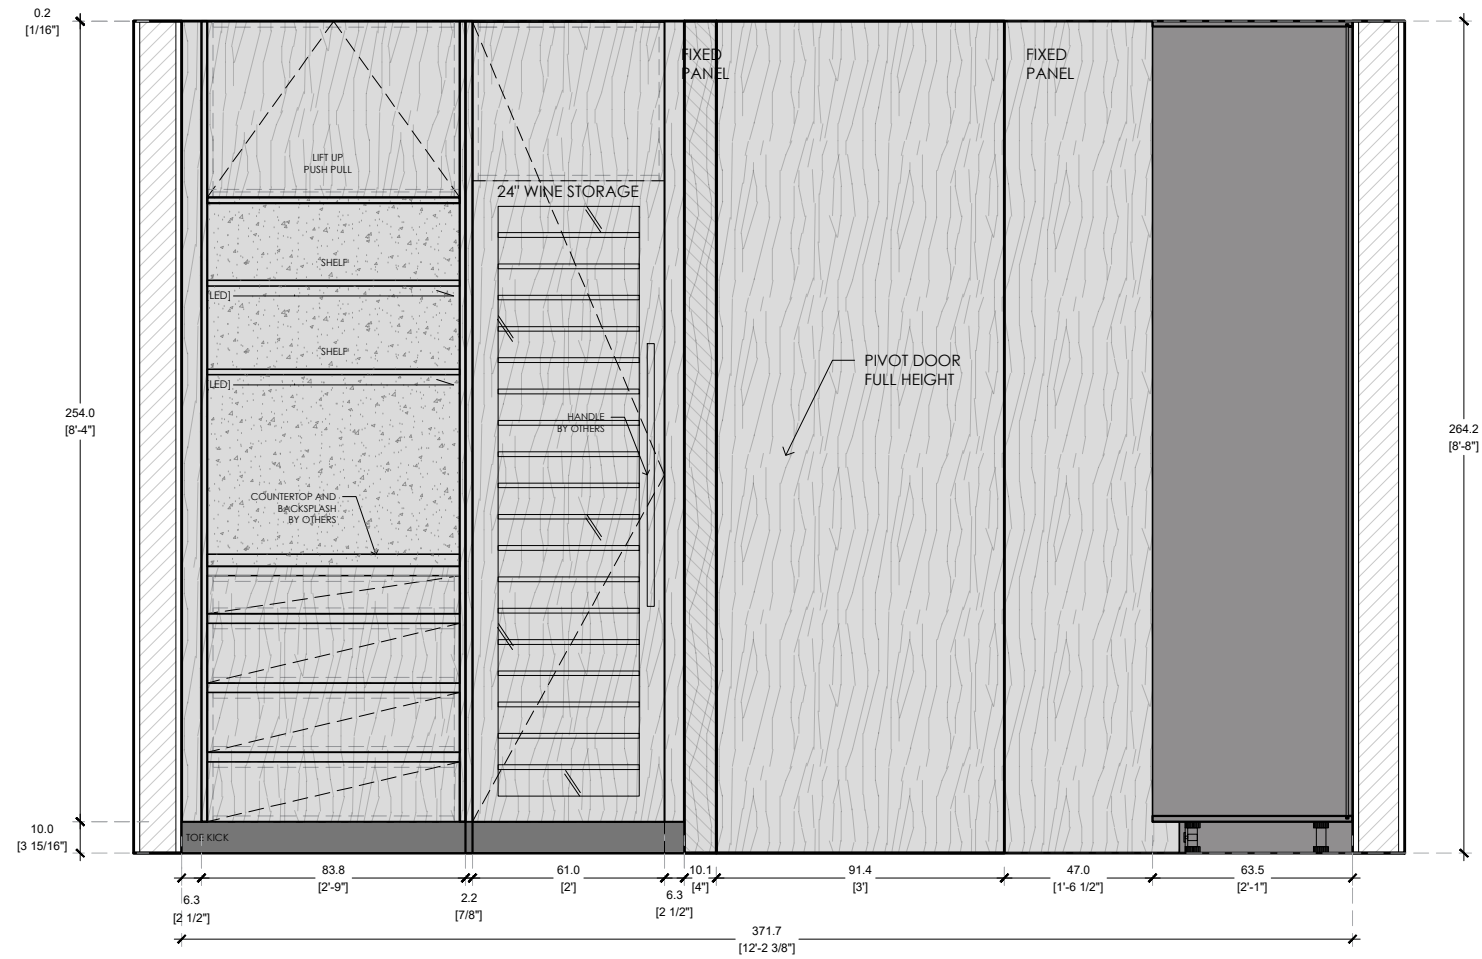 0.2
[1/16"]
FIXED
PANEL
FIXED
PANEL
LIFT UP
PUSH PULL
24" WINE STORAGE
SHELF
[LED]
SHELF
PIVOT DOOR
FULL HEIGHT
[LED]
254.0
[8'-4"]
HANDLE
BY OTHERS
264.2
[8'-8"]
COUNTERTOP AND
BACKSPLASH
BY OTHERS
10.0
[3 15/16"]
TOE KICK
83.8
[2'-9"]
61.0
[2']
10.1
[4"]
91.4
[3']
47.0
[1'-6 1/2"]
63.5
[2'-1"]
6.3
[2 1/2"]
2.2
[7/8"]
6.3
[2 1/2"]
371.7
[12'-2 3/8"]